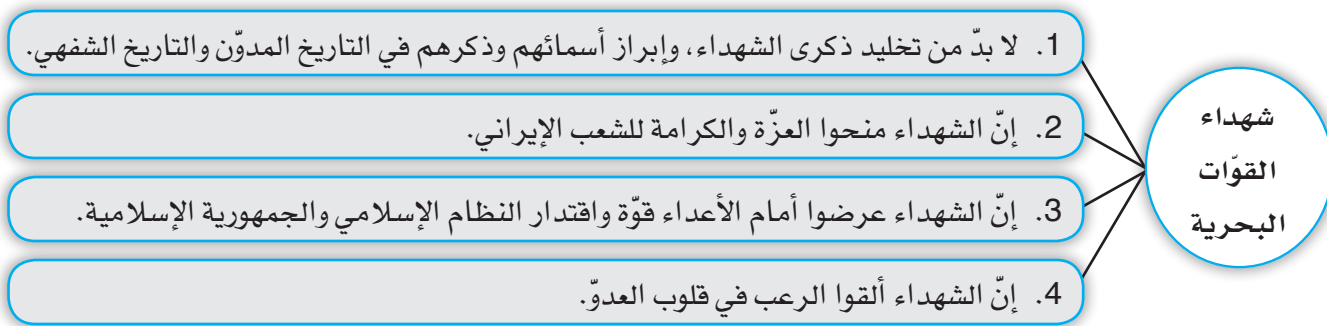 شهداء
القوّات
البحرية
1. لا بدّ من تخليد ذكرى الشهداء، وإبراز أسمائهم وذكرهم في التاريخ المدوّن والتاريخ الشفهي.
2. إنّ الشهداء منحوا العزّة والكرامة للشعب الإيراني.
3. إنّ الشهداء عرضوا أمام الأعداء قوّة واقتدار النظام الإسلامي والجمهورية الإسلامية.
4. إنّ الشهداء ألقوا الرعب في قلوب العدوّ.